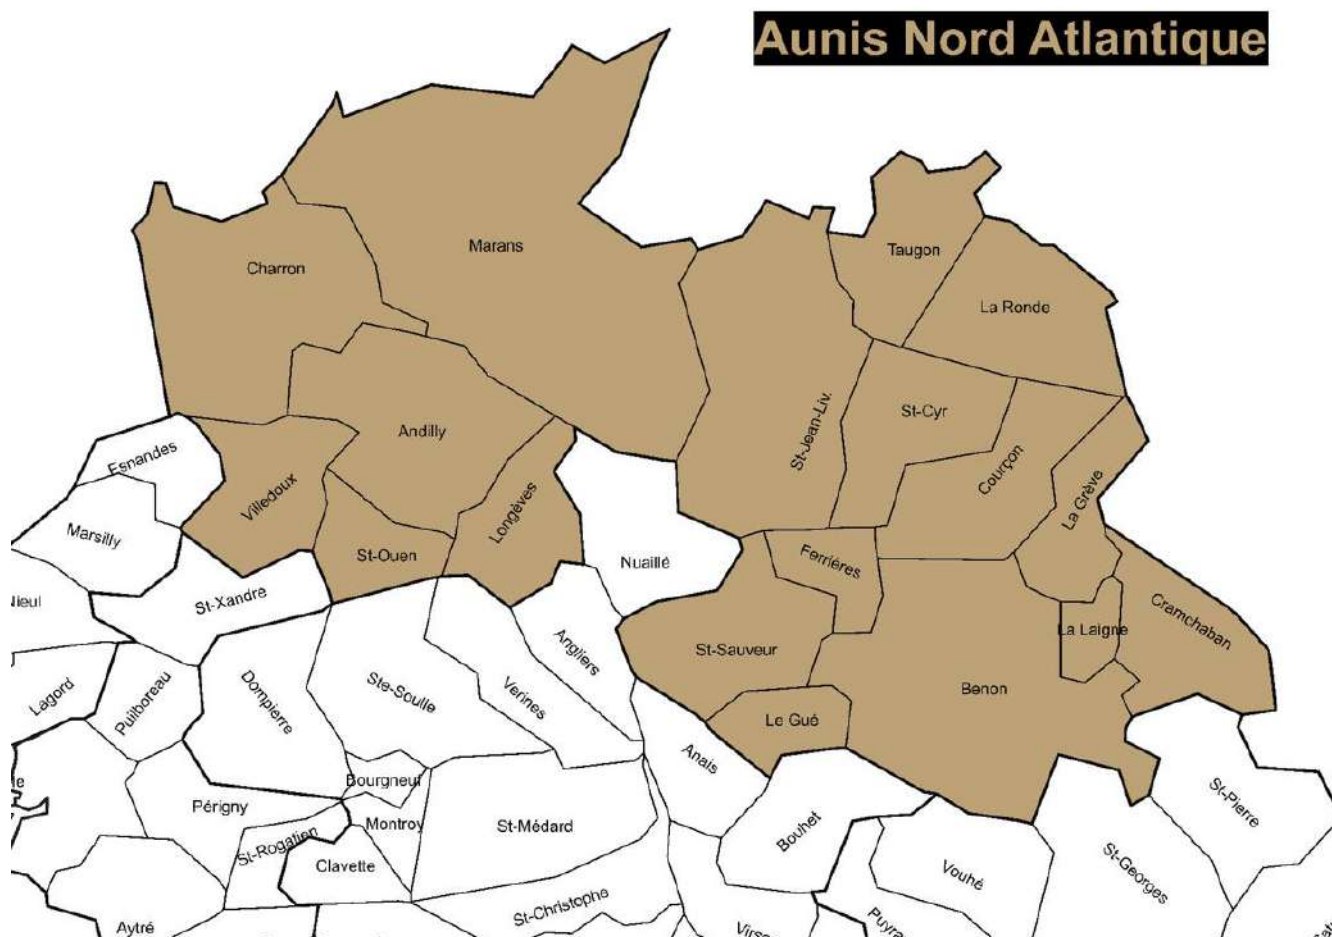 Aunis Nord Atlantique
Marans
Charron
Taugon
La Ronde
Andilly
St-Jean-Liv.
St-Cyr
Courçon
La Grève
Esnandes
Villedoux
Longèves
Marsilly
St-Ouen
Nuaillé
Ferrières
St-Xandre
La Laigne
Cramchaban
Angliers
St-Sauveur
Benon
Lagord
Puilboreau
Dompierre
Ste-Soulle
Verines
Le Gué
Anais
Bourgneuf
Périgny
Montroy
St-Médard
St-Rogatien
Clavette
Bouhet
St-Pierre
Vouhé
St-Georges
St-Christophe
Aytré